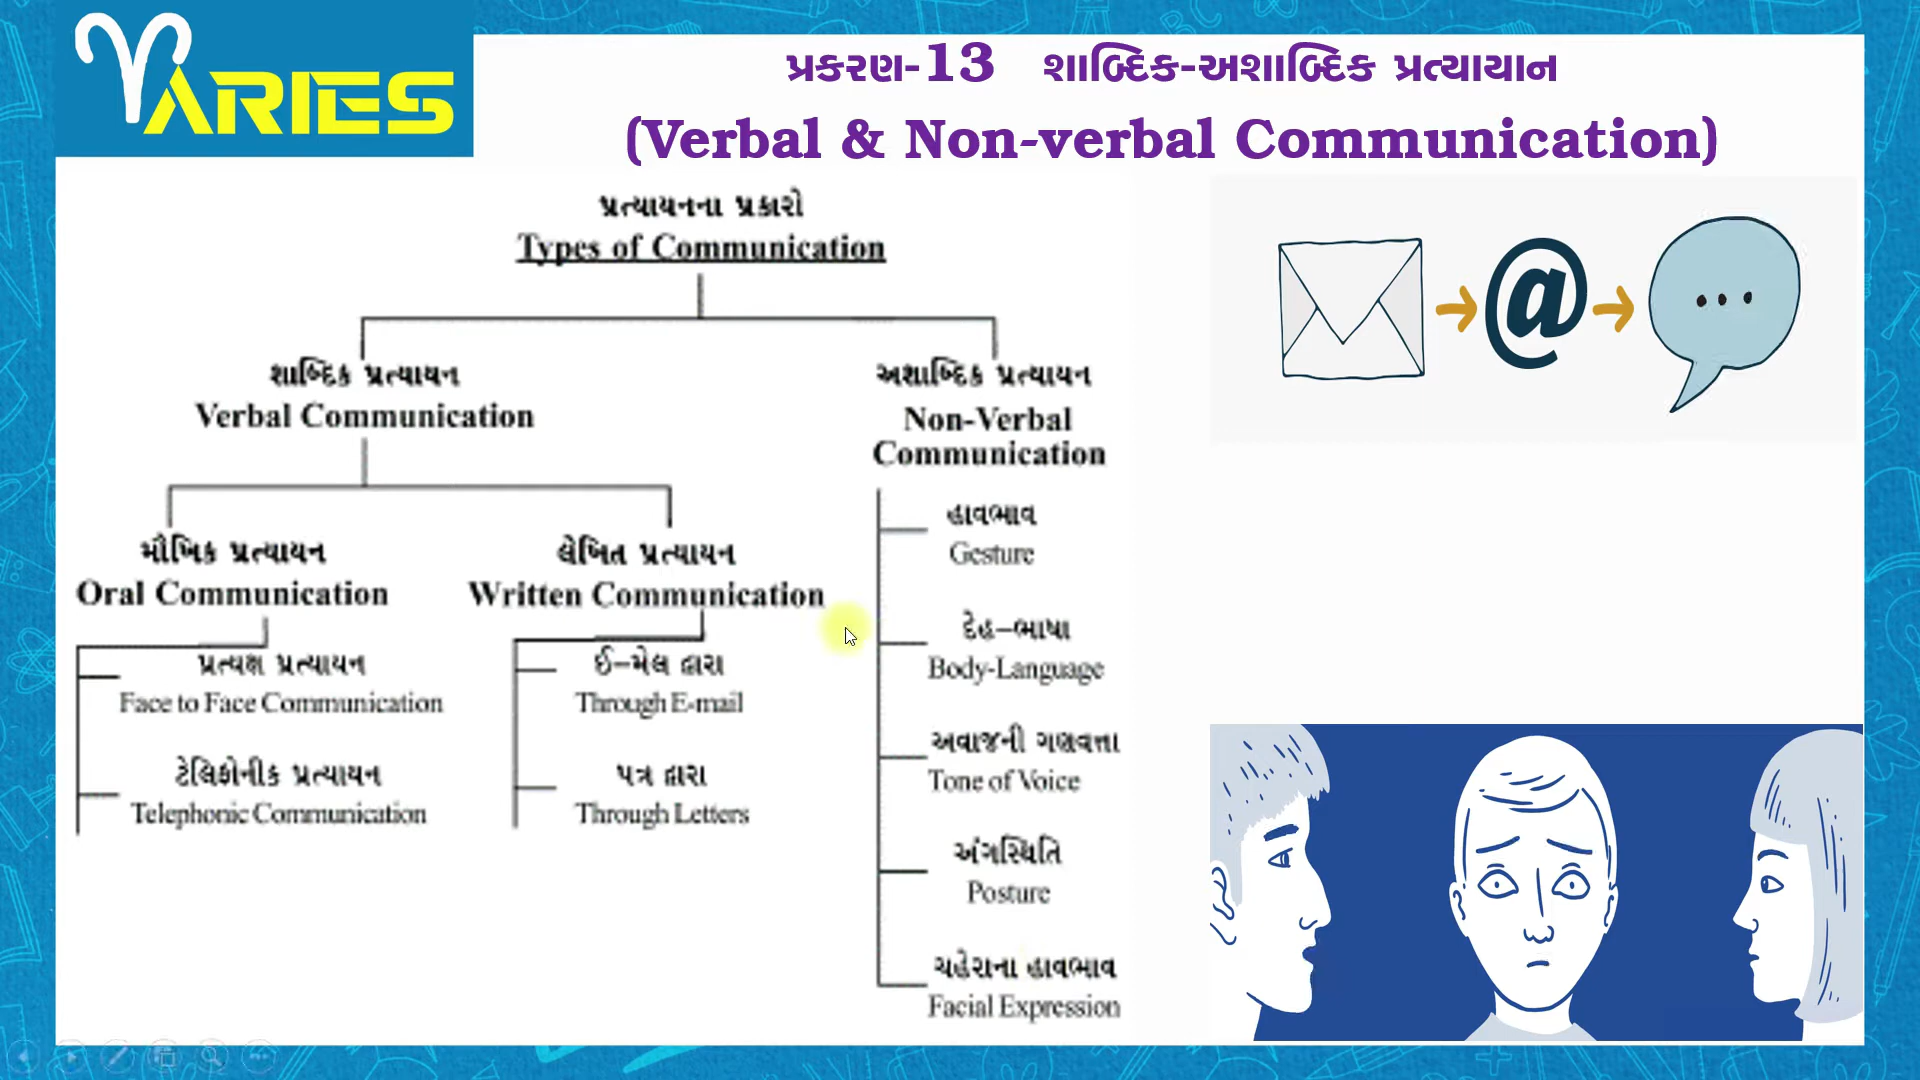 ARIES
પ્રકરણ-13 શાબ્દિક-અશાબ્દિક પ્રત્યાયાન
(Verbal & Non-verbal Communication)
પ્રત્યાયનના પ્રકારો
Types of Communication
શાબ્દિક પ્રત્યાયન
Verbal Communication
અશાબ્દિક પ્રત્યાયન
Non-Verbal
Communication
મૌખિક પ્રત્યાયન
Oral Communication
પ્રત્યક્ષ પ્રત્યાયન
Face to Face Communication
ટેલિફોનીક પ્રત્યાયન
Telephonic Communication
લેખિત પ્રત્યાયન
Written Communication
ઈ–મેલ દ્વારા
Through E-mail
પત્ર દ્વારા
Through Letters
હાવભાવ
Gesture
દેહ–ભાષા
Body-Language
અવાજની ગણવત્તા
Tone of Voice
અંગસ્થિતિ
Posture
ચહેરાના હાવભાવ
Facial Expression
@